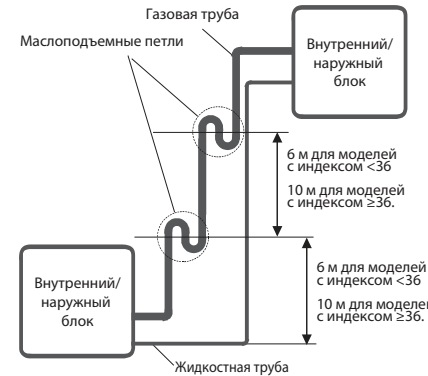 Газовая труба
Маслоподъемные петли
Внутренний/
наружный
блок
6 м для моделей
с индексом <36
10 м для моделей
с индексом ≥36.
6 м для моделей
с индексом <36
10 м для моделе
с индексом ≥36.
Внутренний/
наружный
блок
Жидкостная труба